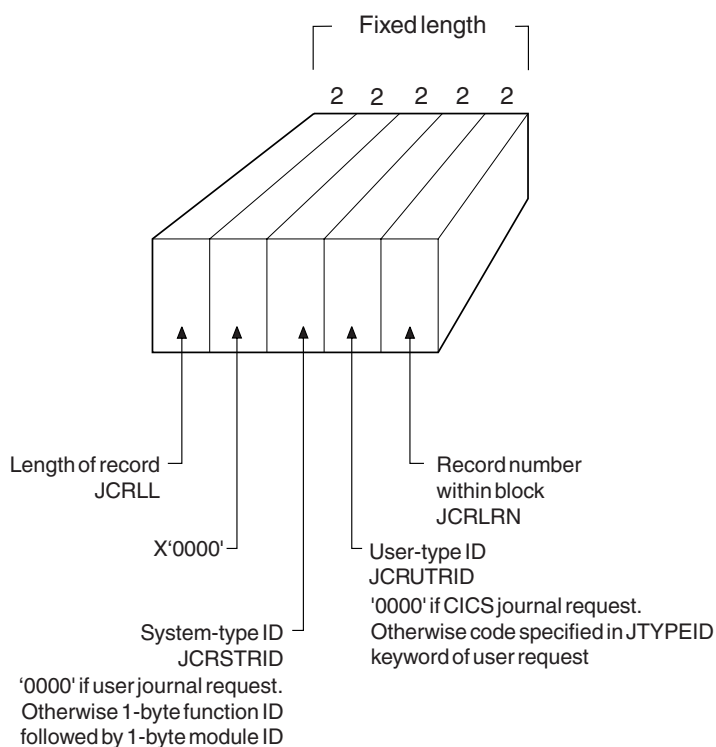 Fixed length
2 2 2 2 2
Length of record
JCRLL
X‘0000'
System-type ID
JCRSTRID
‘0000' if user journal request.
Otherwise 1-byte function ID
followed by 1-byte module ID
Record number
within block
JCRLRN
User-type ID
JCRUTRID
'0000' if CICS journal request.
Otherwise code specified in JTYPEID
keyword of user request